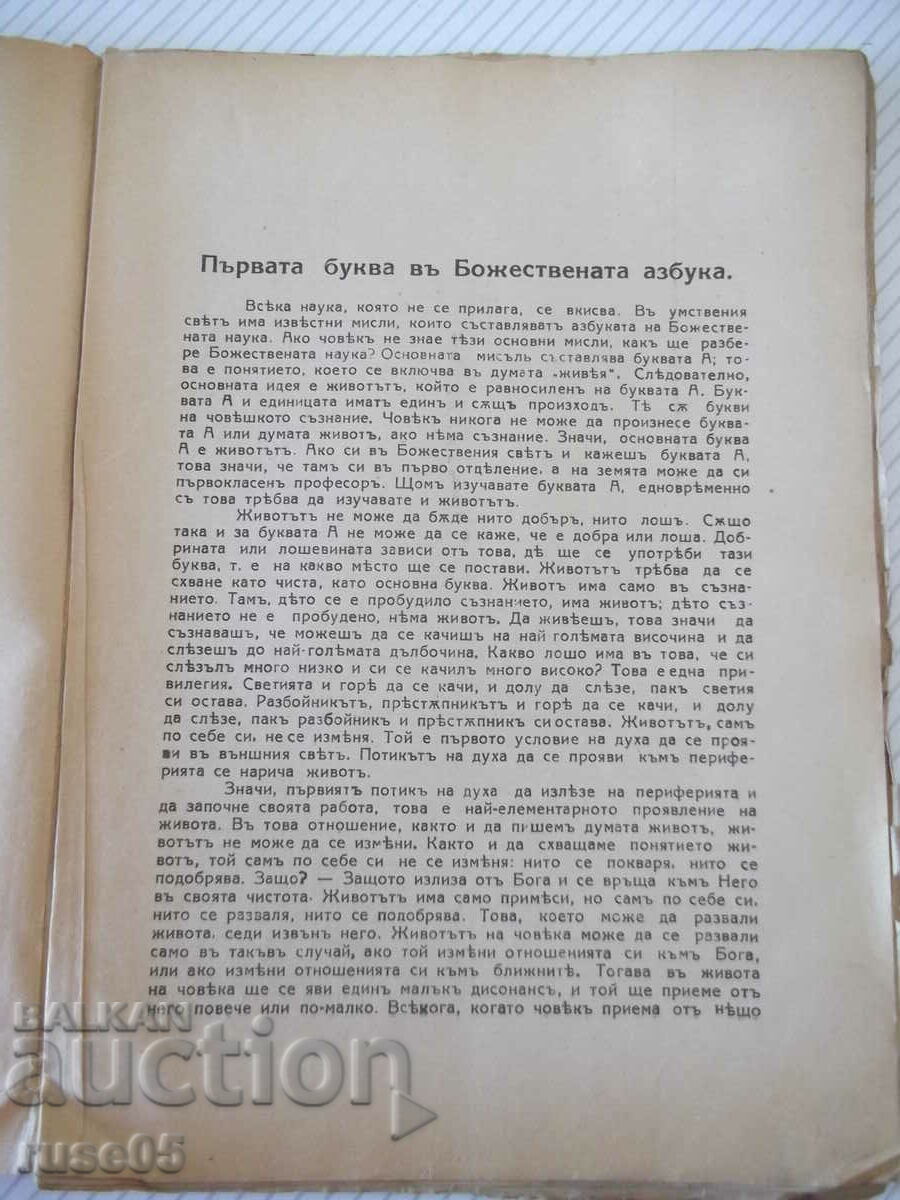 Първата буква въ Божествената азбука.
Всѣка наука, която не се прилага, се вкисва. Въ умствения
свѣтъ има извѣстни мисли, които съставляватъ азбуката на Божестве-
ната наука. Ако човѣкъ не знае тѣзи основни мисли, какъ ще разбе-
ре Божествената наука? Основната мисъль съставлява буквата А; то-
ва е понятието, което се включва въ думата „живѣя". Слѣдователно,
основната идея е животътъ, който е равносиленъ на буквата А. Бук-
вата А и единицата иматъ единъ и сѫщъ произходъ. Тѣ сѫ букви
на човѣшкото съзнание. Човѣкъ никога не може да произнесе буква-
та А или думата животъ, ако нѣма съзнание. Значи, основната буква
А е животътъ. Ако си въ Божествения свѣтъ и кажешъ буквата А,
това значи, че тамъ си въ първо отдѣление, а на земята може да си
първокласенъ професоръ. Щомъ изучавате буквата А, едновременно
съ това трѣбва да изучавате и животътъ.
Животътъ не може да бѫде нито добъръ, нито лошъ. Сѫщо
така и за буквата А не може да се каже, че е добра или лоша. Доб-
рината или лошевината зависи отъ това, дѣ ще се употрѣби тази
буква, т. е на какво мѣсто ще се постави. Животътъ трѣбва да се
схване като чиста, като основна буква. Животъ има само въ съзна-
нието. Тамъ, дѣто се е пробудило съзнанието, има животъ; дѣто съз-
нанието не е пробудено, нѣма животъ. Да живѣешъ, това значи да
съзнавашъ, че можешъ да се качишъ на най голѣмата височина и да
слѣзешъ до най-голѣмата дълбочина. Какво лошо има въ това, че си
слѣзълъ много низко и си се качилъ много високо? Това е една при-
вилегия. Светията и горѣ да се качи, и долу да слѣзе, пакъ светия
си остава. Разбойникътъ, прѣстѫпникътъ и горѣ да се качи, и долу
да слѣзе, пакъ разбойникъ и прѣстѫпникъ си остава. Животътъ, самъ
по себе си, не се измѣня. Той е първото условие на духа да се проя-
ви въ външния свѣтъ. Потикътъ на духа да се прояви къмъ перифе-
рията се нарича животъ.
Значи, първиятъ потикъ на духа да излѣзе на периферията и
да започне своята работа, това е най-елементарното проявление на
живота. Въ това отношение, както и да пишемъ думата животъ, жи-
вотътъ не може да се измѣни. Както и да схващаме понятието жи-
вотъ, той самъ по себе си не се измѣня: нито се покваря, нито се
подобрява. Защо? — Защото излиза отъ Бога и се връща къмъ Него
въ своята чистота. Животътъ има само примѣси, но самъ по себе си,
нито се разваля, нито се подобрява. Това, което може да развали
живота, седи извънъ него. Животътъ на човѣка може да се развали
само въ такъвъ случай, ако той измѣни отношенията си къмъ Бога,
или ако измѣни отношенията си къмъ ближнитѣ. Тогава въ живота
на човѣка ще се яви единъ малъкъ дисонансъ, и той ще приеме отъ
него повече или по-малко. Всѣкога, когато човѣкъ приема отъ нѣщо
BALKAN
auction
ruse05